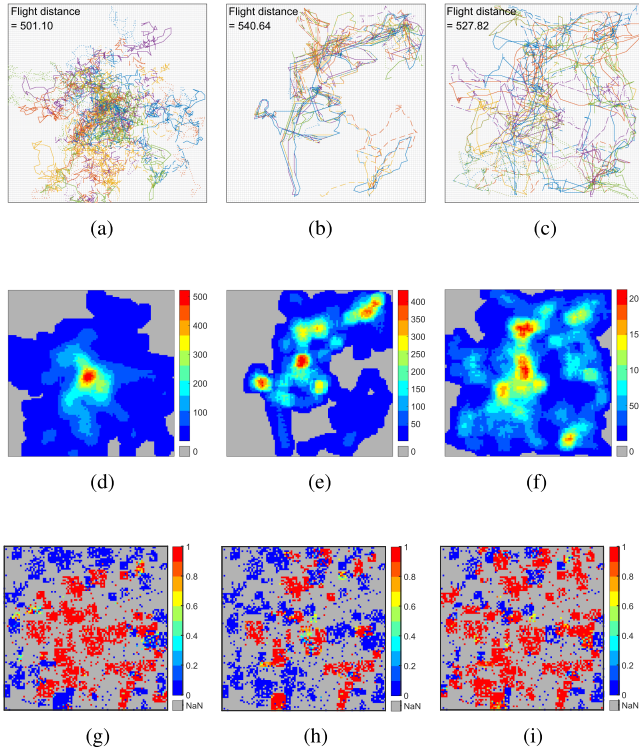 Flight distance
= 501.10
Flight distance
= 540.64
Flight distance
= 527.82
(a)
(b)
(c)
500
400
300
200
100
0
400
350
300
250
200
150
100
50
0
20
15
10
50
0
(d)
(e)
(f)
1
0.8
0.6
0.4
0.2
0
NaN
1
0.8
0.6
0.4
0.2
0
NaN
1
0.8
0.6
0.4
0.2
0
NaN
(g)
(h)
(i)